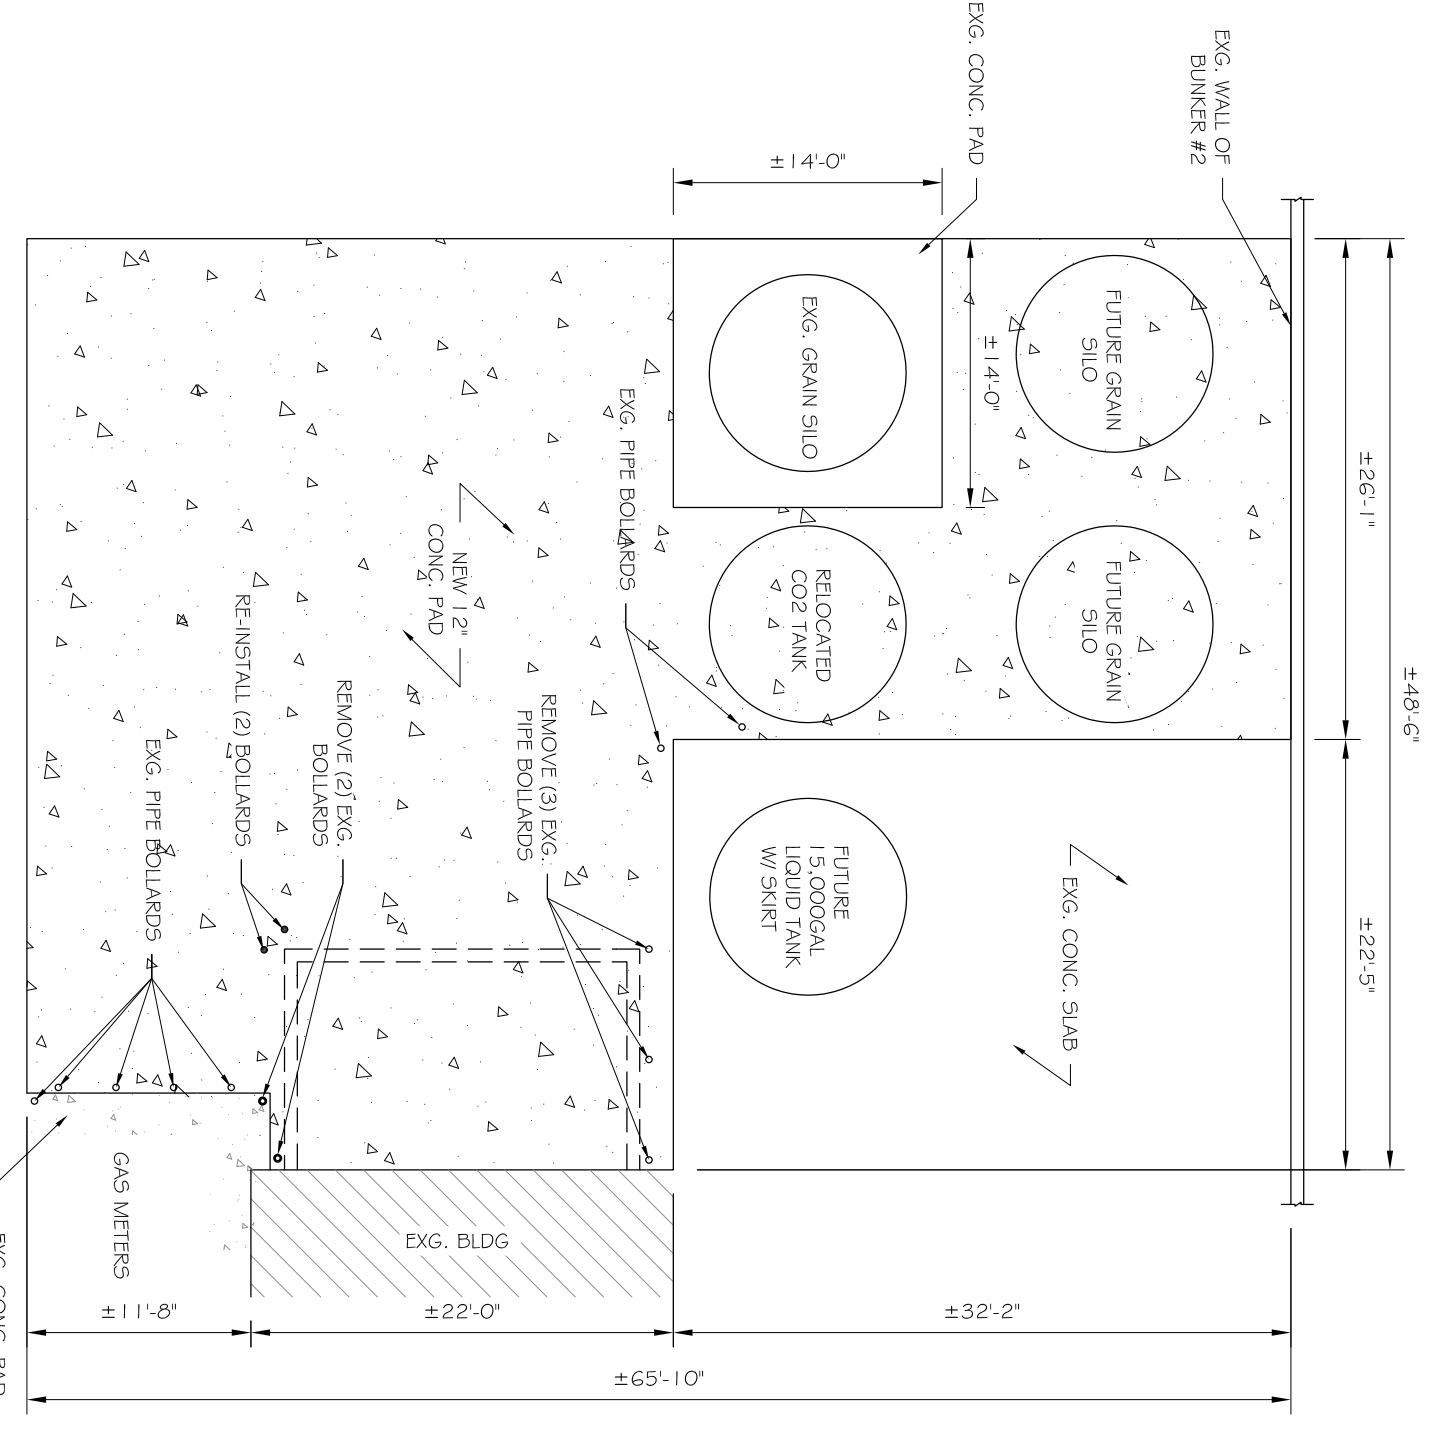 EXG. WALL OF
BUNKER #2
EXG. CONC. PAD
±14'-0"
±14'-0"
±26'-1"
±48'-6"
±22'-5"
FUTURE GRAIN
SILO
EXG. GRAIN SILO
FUTURE GRAIN
SILO
RELOCATED
CO2 TANK
EXG. PIPE BOLLARDS
NEW 12"
CONC. PAD
RE-INSTALL (2) BOLLARDS
REMOVE (2) EXG.
BOLLARDS
REMOVE (3) EXG.
PIPE BOLLARDS
EXG. PIPE BOLLARDS
FUTURE
15,000GAL
LIQUID TANK
W/ SKIRT
EXG. CONC. SLAB
GAS METERS
EXG. BLDG
EXG. CONC. PAD
±11'-8"
±22'-0"
±32'-2"
±65'-10"